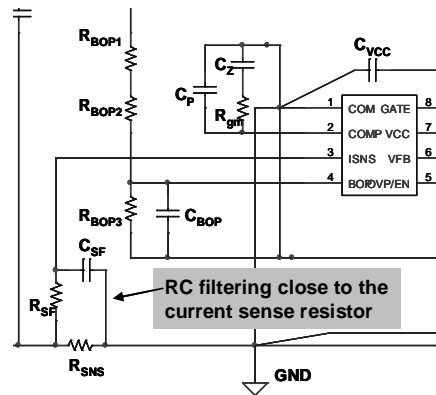 R_BOP1
C_VCC
C_Z
C_P
R_BOP2
R_gm
1 COM GATE 8
2 COMP VCC 7
3 ISNS VFB 6
4 BOP OVP/EN 5
R_BOP3
C_BOP
C_SF
RC filtering close to the
current sense resistor
R_SF
R_SNS
GND